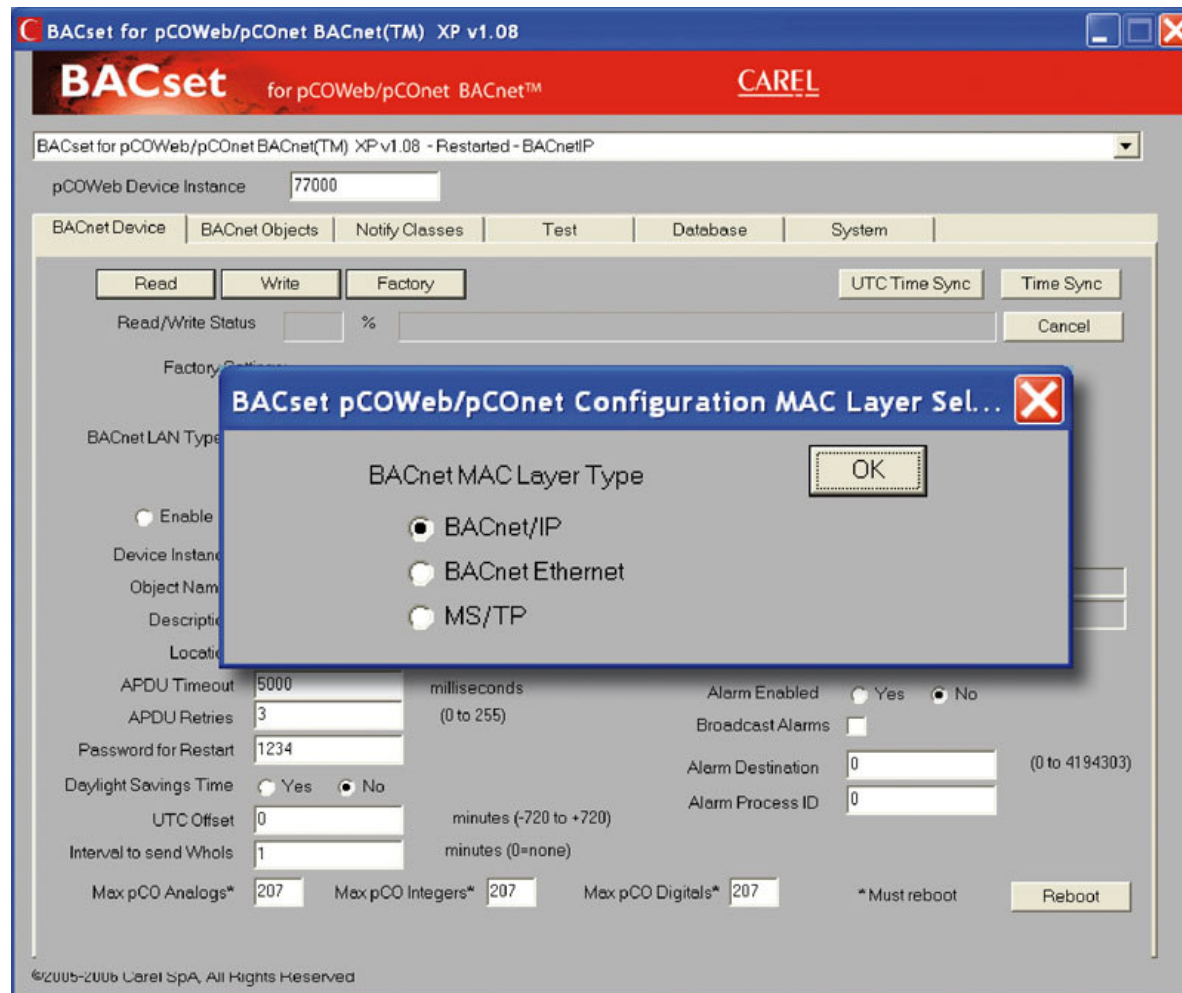 BACset for pCOWeb/pCOnet BACnet(TM) XP v1.08
BACset for pCOWeb/pCOnet BACnet™ CAREL
BACset for pCOWeb/pCOnet BACnet(TM) XP v1.08 - Restarted - BACnetIP
pCOWeb Device Instance 77000
BACnet Device BACnet Objects Notify Classes Test Database System
Read Write Factory UTC Time Sync Time Sync
Read/Write Status % Cancel
Factory
BACset pCOWeb/pCOnet Configuration MAC Layer Sel...
BACnet LAN Type
BACnet MAC Layer Type OK
Enable BACnet/IP
Device BACnet Ethernet
Object MS/TP
APDU Timeout 5000 milliseconds Alarm Enabled Yes No
APDU Retries 3 (0 to 255) Broadcast Alarms
Password for Restart 1234
Alarm Destination 0 (0 to 4194303)
Daylight Savings Time Yes No
Alarm Process ID 0
UTC Offset 0 minutes (-720 to +720)
Interval to send WhoIs 1 minutes (0=none)
Max pCO Analogs* 207 Max pCO Integers* 207 Max pCO Digitals* 207 *Must reboot Reboot
©2005-2006 Carel SpA, All Rights Reserved